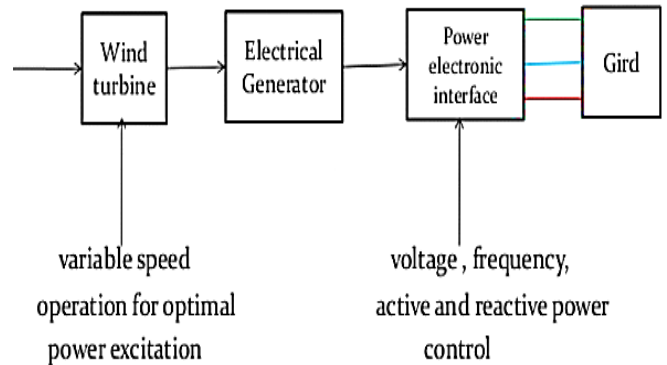 Wind
turbine
Electrical
Generator
Power
electronic
interface
Gird
variable speed
operation for optimal
power excitation
voltage , frequency,
active and reactive power
control